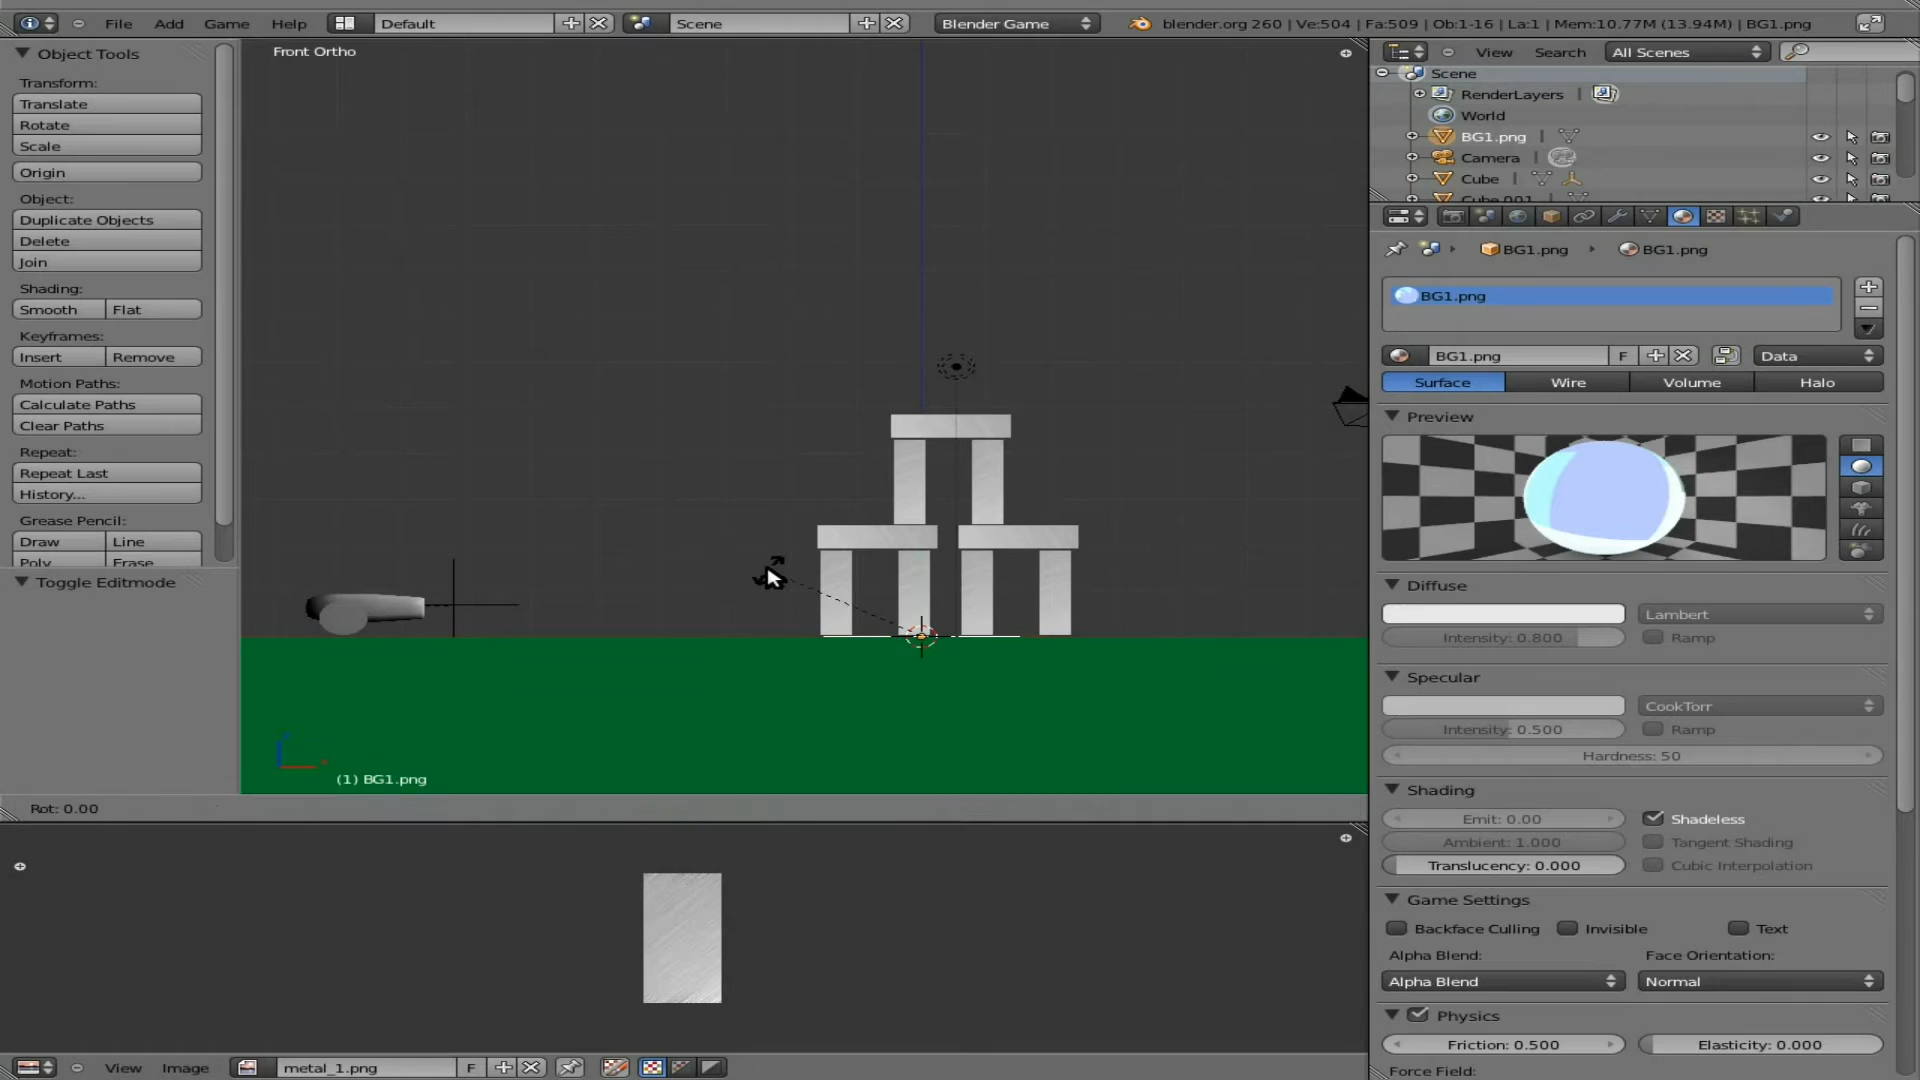 File Add Game Help Default Scene Blender Game blender.org 260 | Ve:504 | Fa:509 | Ob:1-16 | La:1 | Mem:10.77M (13.94M) | BG1.png
Object Tools
Transform:
Translate
Rotate
Scale
Origin
Object:
Duplicate Objects
Delete
Join
Shading:
Smooth Flat
Keyframes:
Insert Remove
Motion Paths:
Calculate Paths
Clear Paths
Repeat:
Repeat Last
History...
Grease Pencil:
Draw Line
Poly Erase
Toggle Editmode
Front Ortho
(1) BG1.png
Rot: 0.00
View Image metal_1.png F
View Search All Scenes
Scene
RenderLayers |
World
BG1.png |
Camera |
Cube |
Cube.001 |
BG1.png BG1.png
BG1.png
BG1.png F Data
Surface Wire Volume Halo
Preview
Diffuse
Lambert
Intensity: 0.800 Ramp
Specular
CookTorr
Intensity: 0.500 Ramp
Hardness: 50
Shading
Emit: 0.00 Shadeless
Ambient: 1.000 Tangent Shading
Translucency: 0.000 Cubic Interpolation
Game Settings
Backface Culling Invisible Text
Alpha Blend: Face Orientation:
Alpha Blend Normal
Physics
Friction: 0.500 Elasticity: 0.000
Force Field: